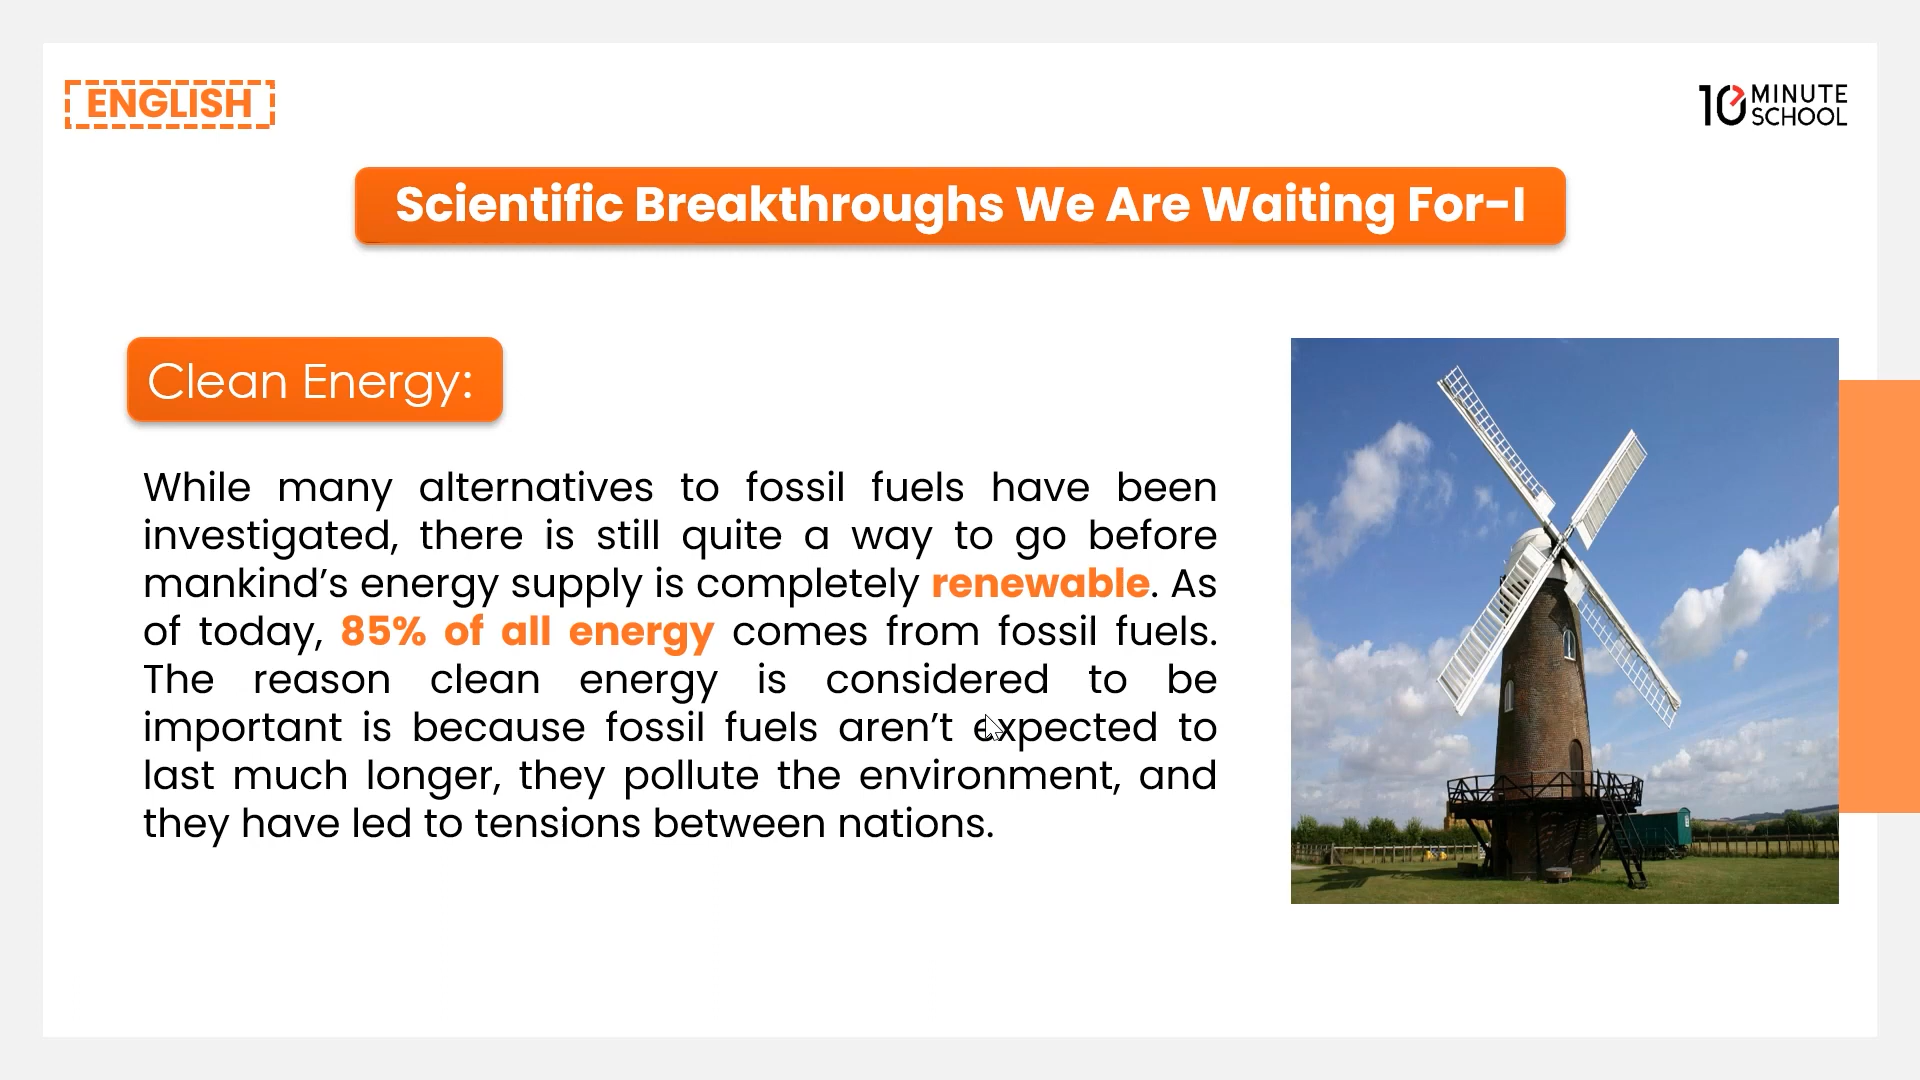 ENGLISH
10 MINUTE
SCHOOL
Scientific Breakthroughs We Are Waiting For-I
Clean Energy:
While many alternatives to fossil fuels have been
investigated, there is still quite a way to go before
mankind’s energy supply is completely renewable. As
of today, 85% of all energy comes from fossil fuels.
The reason clean energy is considered to be
important is because fossil fuels aren’t expected to
last much longer, they pollute the environment, and
they have led to tensions between nations.